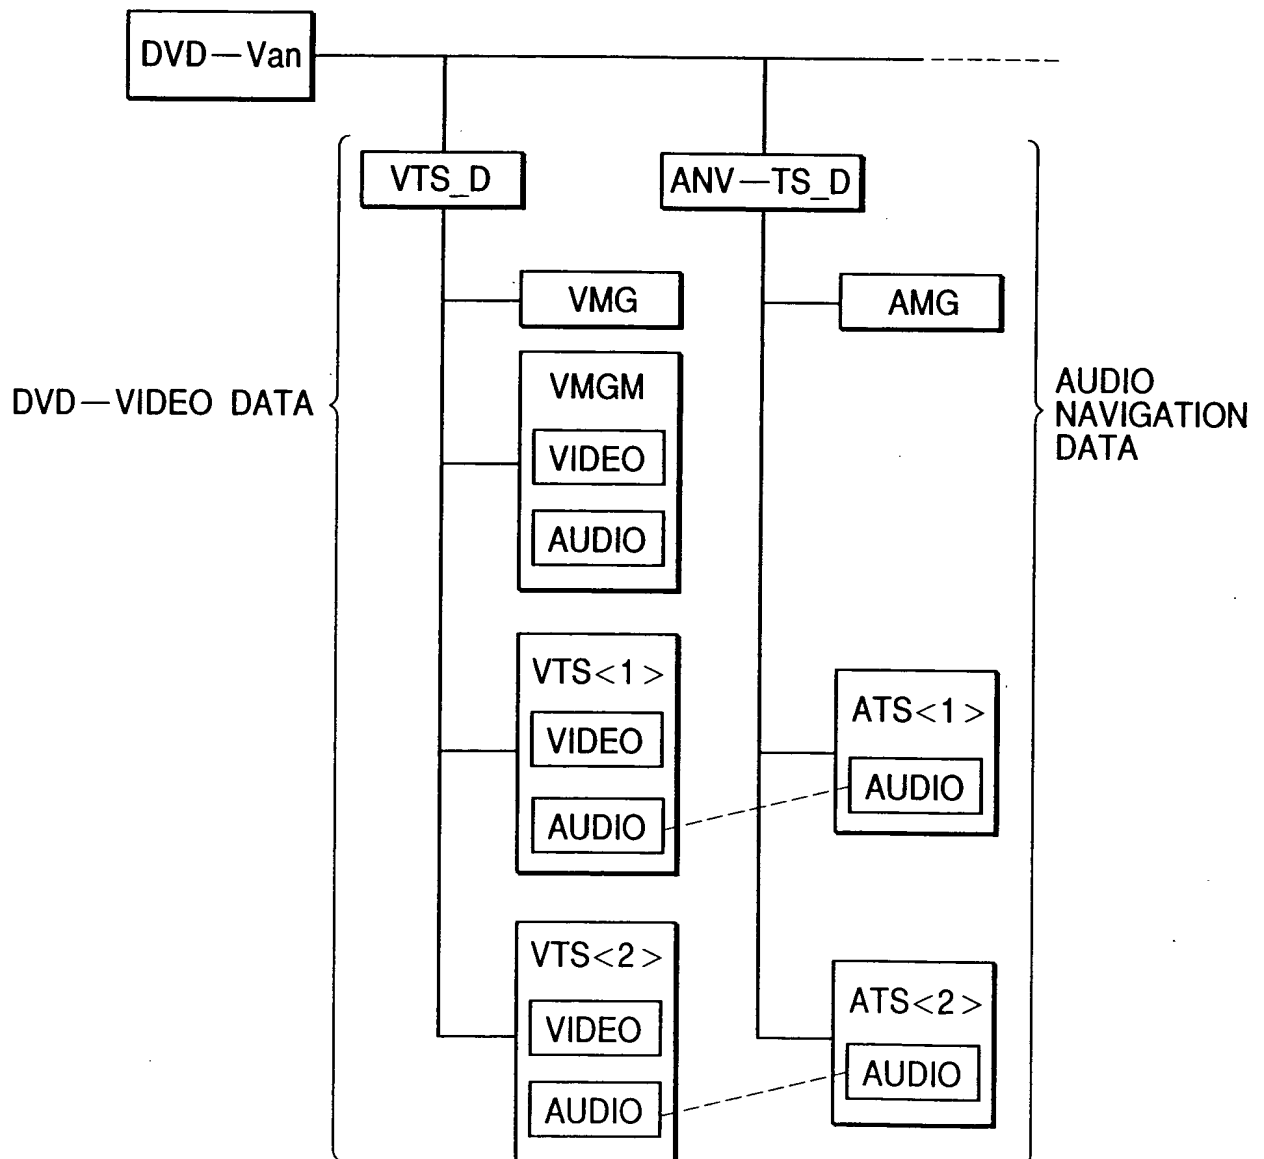 DVD—Van
VTS_D
ANV—TS_D
VMG
AMG
VMGM
VIDEO
AUDIO
DVD—VIDEO DATA
AUDIO
NAVIGATION
DATA
VTS<1>
VIDEO
AUDIO
ATS<1>
AUDIO
VTS<2>
VIDEO
AUDIO
ATS<2>
AUDIO